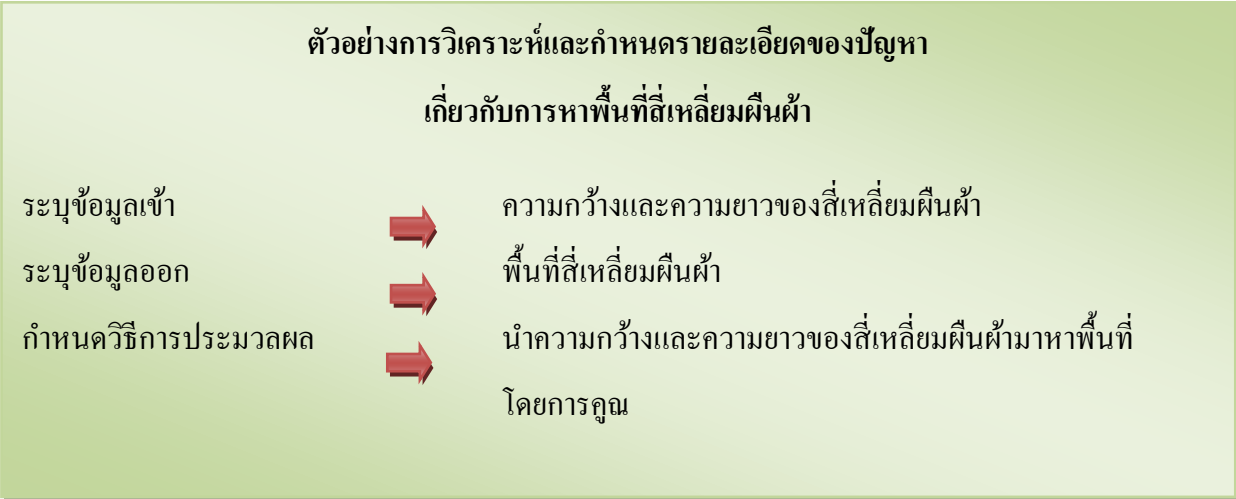 ตัวอย่างการวิเคราะห์และกำหนดรายละเอียดของปัญหา
เกี่ยวกับการหาพื้นที่สี่เหลี่ยมผืนผ้า
ระบุข้อมูลเข้า ความกว้างและความยาวของสี่เหลี่ยมผืนผ้า
ระบุข้อมูลออก พื้นที่สี่เหลี่ยมผืนผ้า
กำหนดวิธีการประมวลผล นำความกว้างและความยาวของสี่เหลี่ยมผืนผ้ามาหาพื้นที่
โดยการคูณ